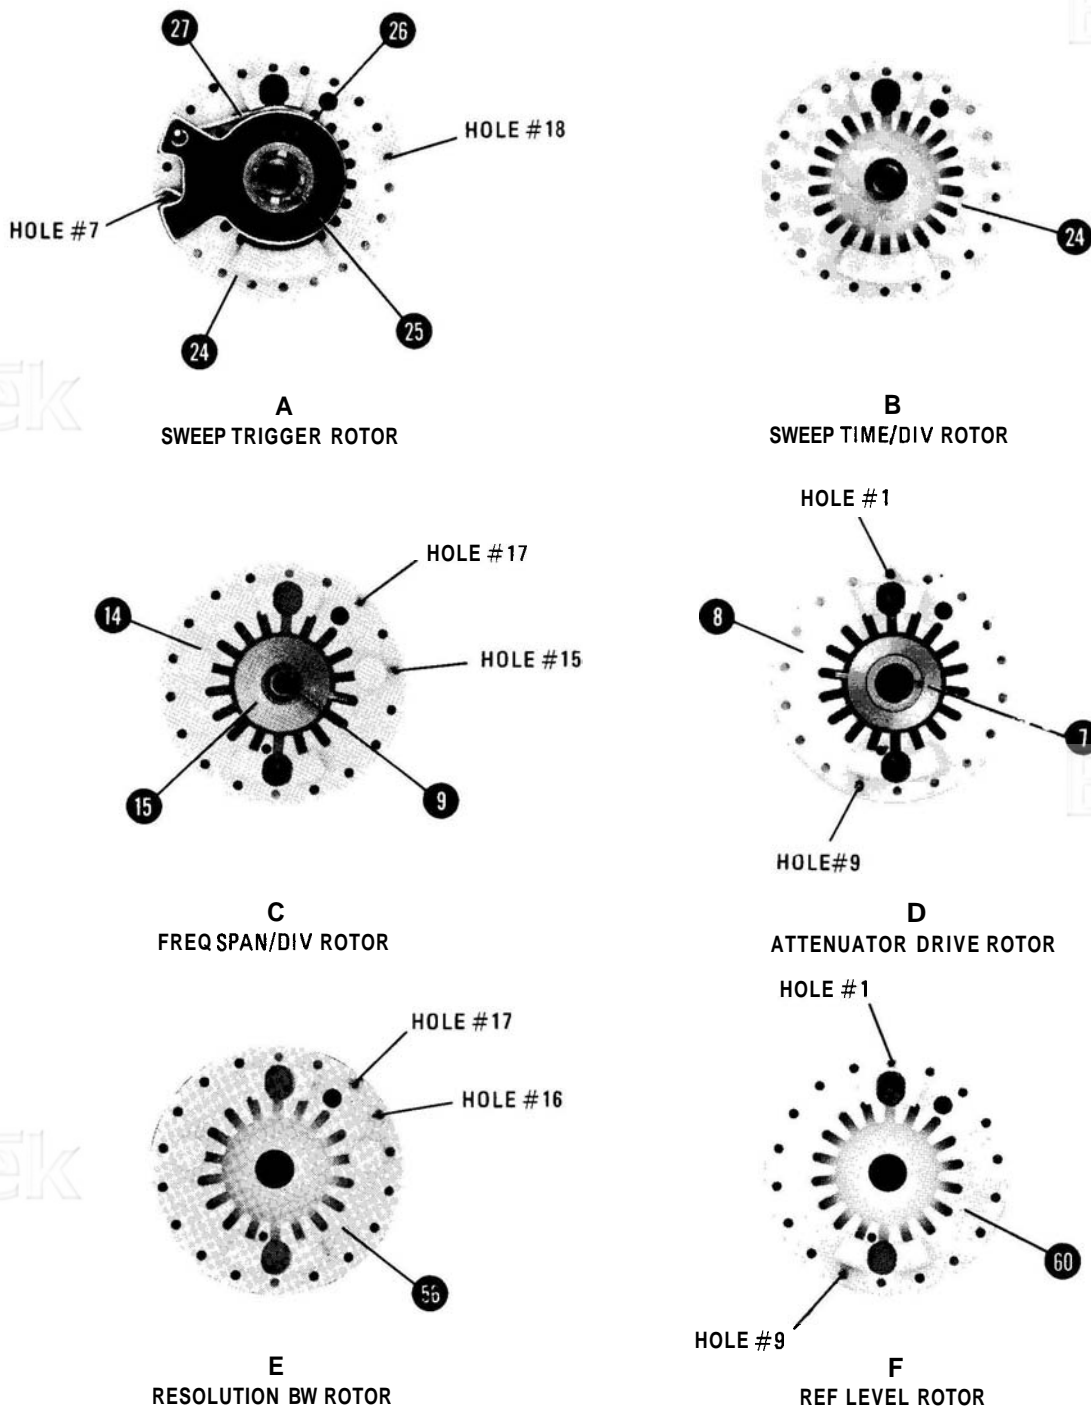 27
26
HOLE #18
HOLE #7
24
24
25
A
SWEEP TRIGGER ROTOR
B
SWEEP TIME/DIV ROTOR
HOLE #1
HOLE #17
14
8
HOLE #15
7
15
9
HOLE#9
C
FREQ SPAN/DIV ROTOR
D
ATTENUATOR DRIVE ROTOR
HOLE #1
HOLE #17
HOLE #16
60
56
HOLE #9
E
RESOLUTION BW ROTOR
F
REF LEVEL ROTOR